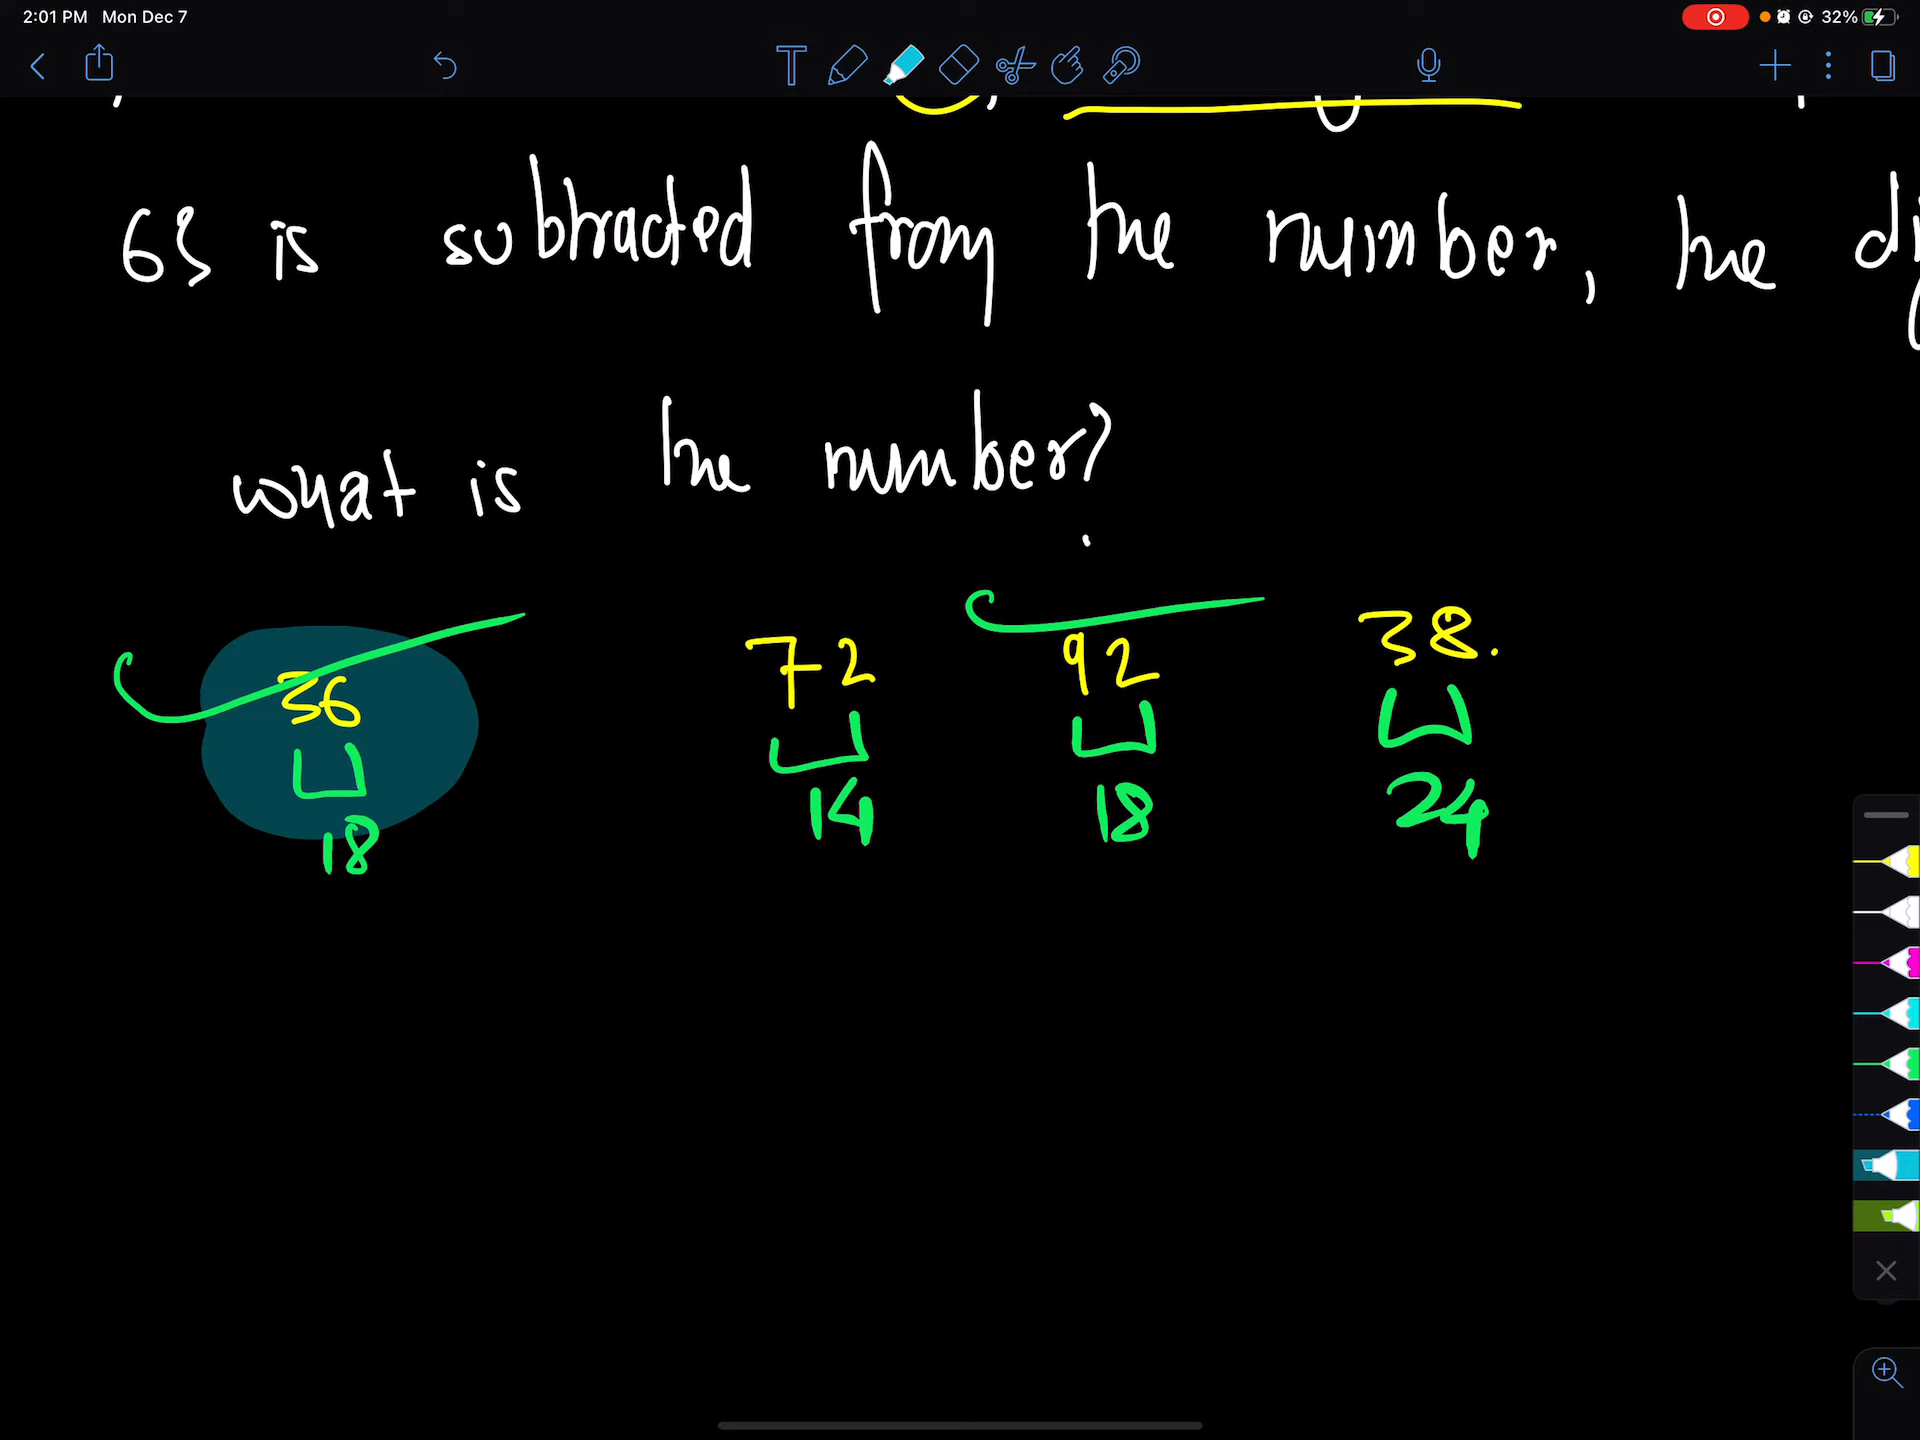 2:01 PM Mon Dec 7
32%
63 is subtracted from the number, the
what is the number?
36 72 92 38.
18 14 18 24